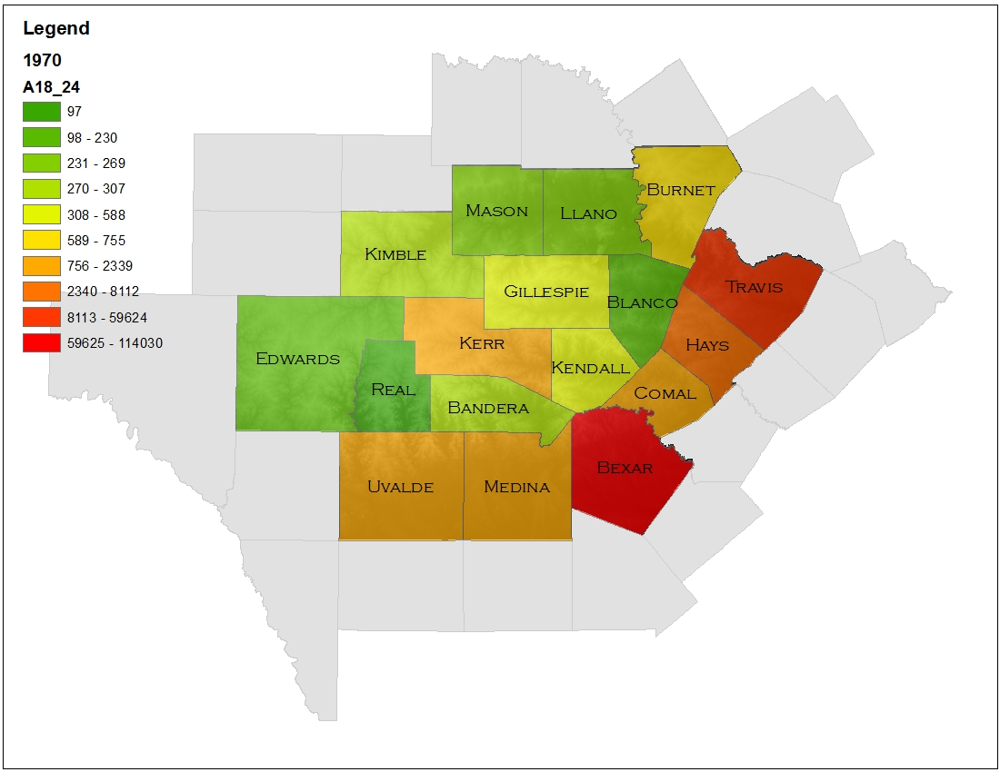 Legend
1970
A18_24
97
98 - 230
231 - 269
270 - 307
308 - 588
589 - 755
756 - 2339
2340 - 8112
8113 - 59624
59625 - 114030
BURNET
MASON
LLANO
KIMBLE
GILLESPIE
TRAVIS
BLANCO
KERR
HAYS
EDWARDS
KENDALL
REAL
COMAL
BANDERA
BEXAR
UVALDE
MEDINA